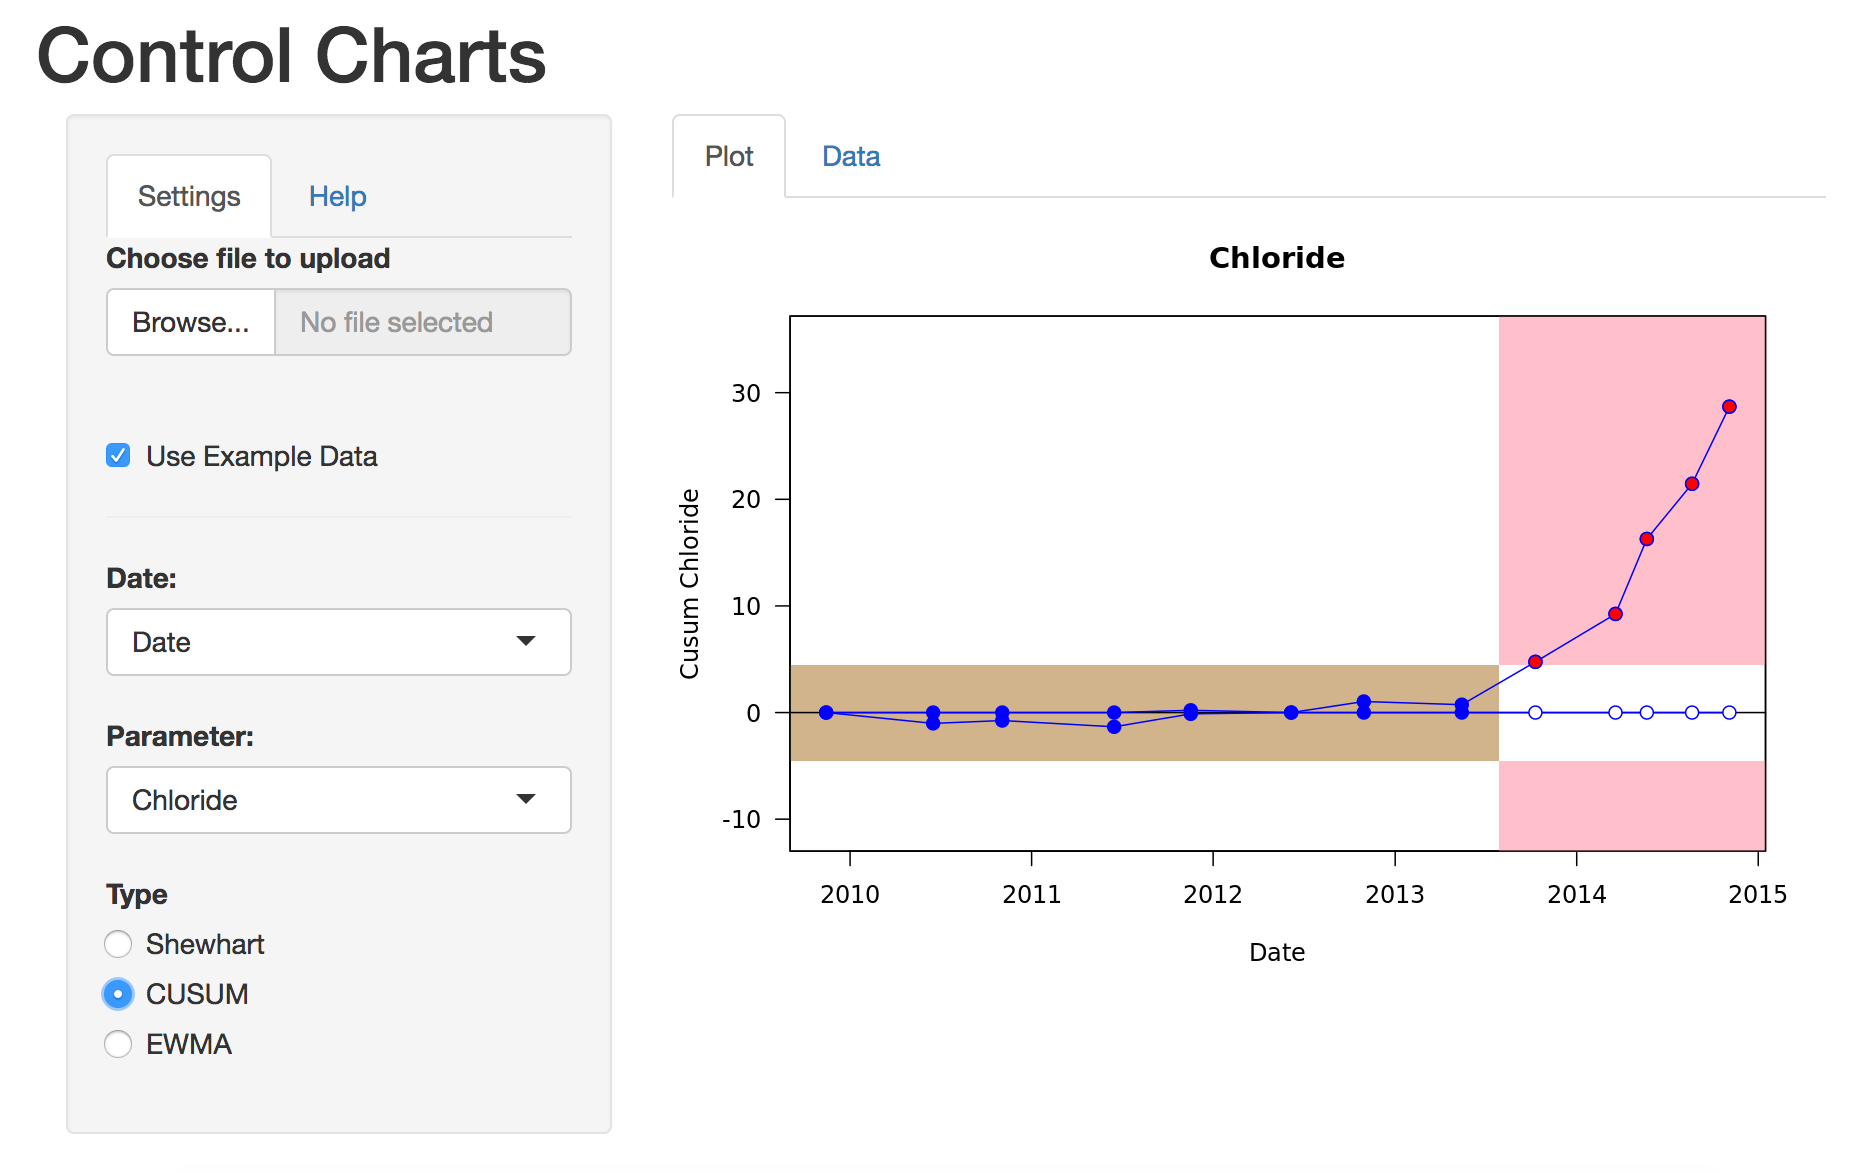 Control Charts
Settings
Help
Choose file to upload
Browse...
No file selected
Use Example Data
Date:
Date
Parameter:
Chloride
Type
Shewhart
CUSUM
EWMA
Plot
Data
Chloride
Cusum Chloride
30
20
10
0
-10
2010
2011
2012
2013
2014
2015
Date